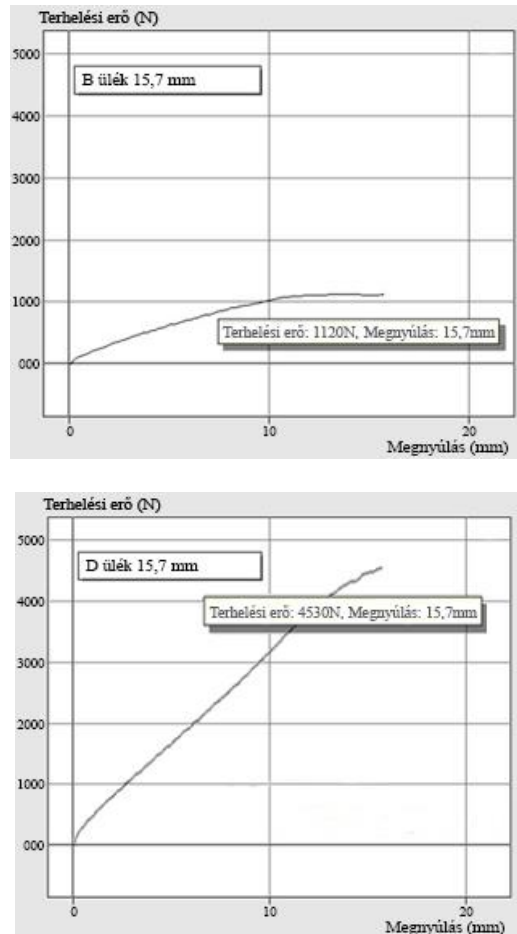 Terhelési erő (N)
5000
B ülék 15,7 mm
4000
3000
2000
1000
Terhelési erő: 1120N, Megnyúlás: 15,7mm
000
0 10 20
Megnyúlás (mm)
Terhelési erő (N)
5000
D ülék 15,7 mm
4000
Terhelési erő: 4530N, Megnyúlás: 15,7mm
3000
2000
1000
000
0 10 20
Megnyúlás (mm)